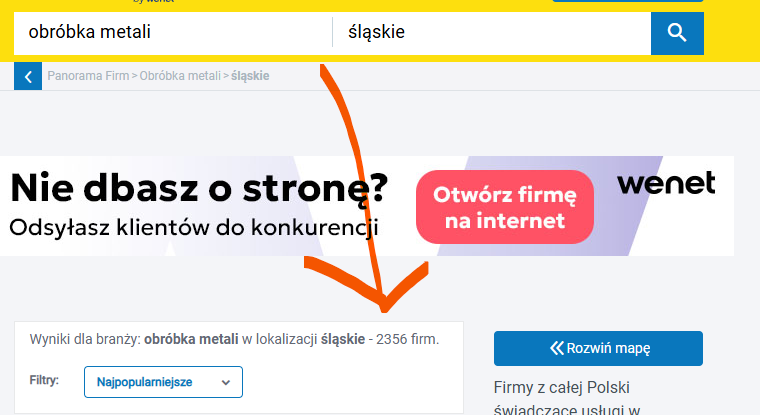 by wenet
obróbka metali
śląskie
Panorama Firm > Obróbka metali > śląskie
Nie dbasz o stronę?
Odsyłasz klientów do konkurencji
Otwórz firmę
na internet
wenet
Wyniki dla branży: obróbka metali w lokalizacji śląskie - 2356 firm.
Filtry:
Najpopularniejsze
Rozwiń mapę
Firmy z całej Polski
świadczące usługi w